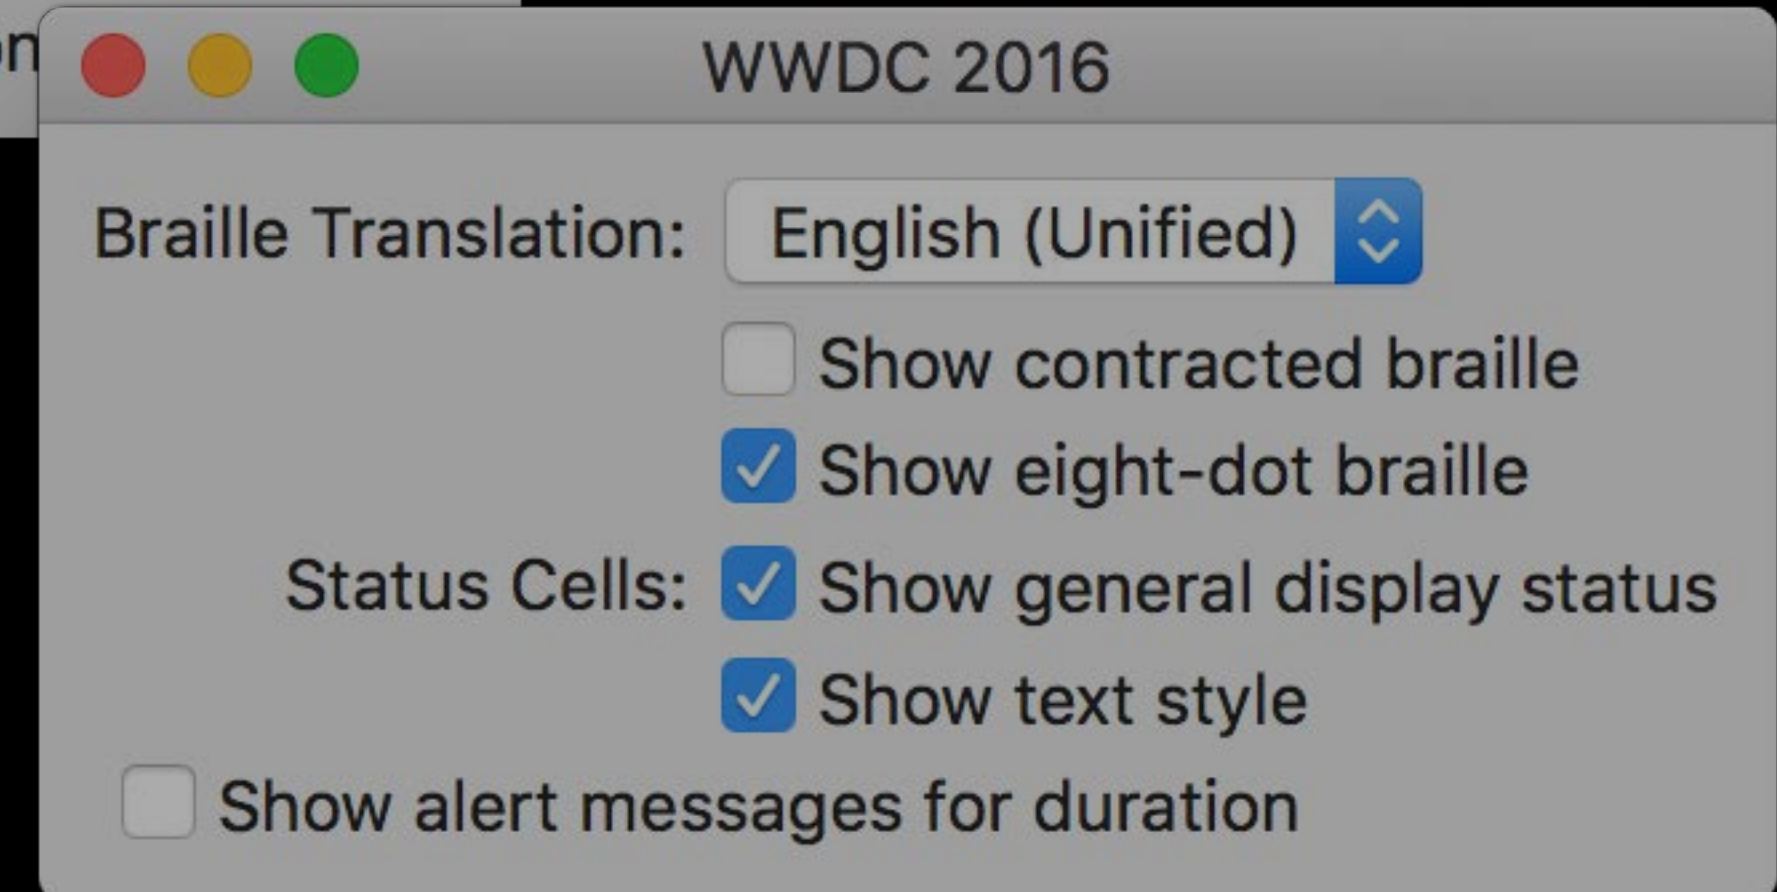 WWDC 2016
Braille Translation: English (Unified)
Show contracted braille
Show eight-dot braille
Status Cells: Show general display status
Show text style
Show alert messages for duration